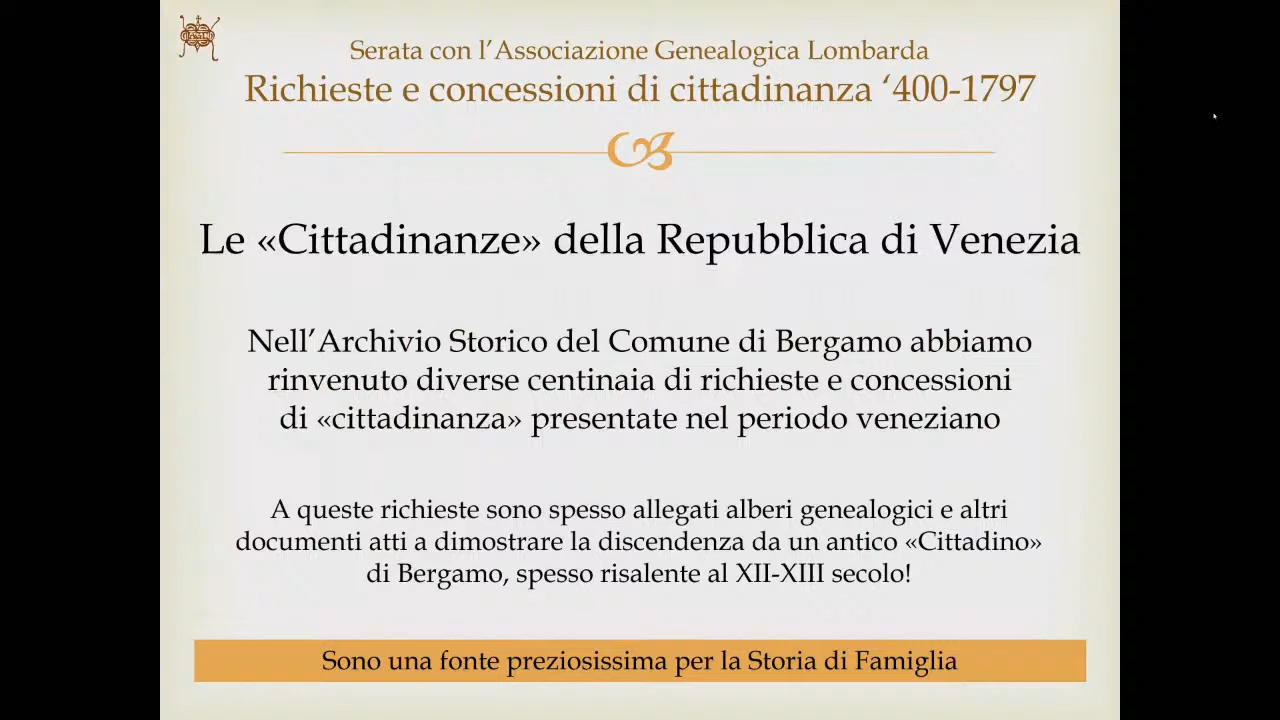 Serata con l’Associazione Genealogica Lombarda
Richieste e concessioni di cittadinanza ‘400-1797
Le «Cittadinanze» della Repubblica di Venezia
Nell’Archivio Storico del Comune di Bergamo abbiamo
rinvenuto diverse centinaia di richieste e concessioni
di «cittadinanza» presentate nel periodo veneziano
A queste richieste sono spesso allegati alberi genealogici e altri
documenti atti a dimostrare la discendenza da un antico «Cittadino»
di Bergamo, spesso risalente al XII-XIII secolo!
Sono una fonte preziosissima per la Storia di Famiglia